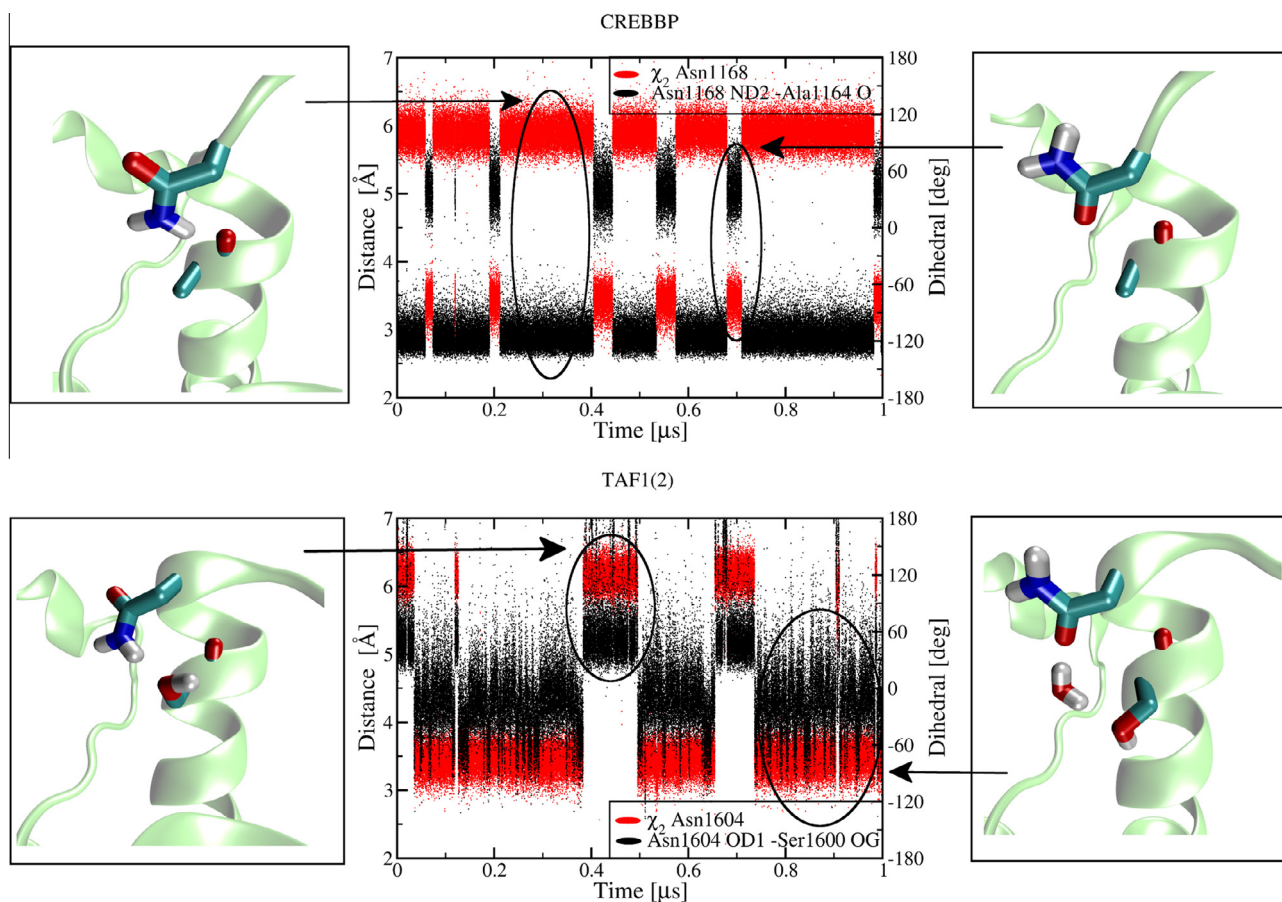 CREBBP
7
6
5
4
3
2
Distance [Å]
χ2 Asn1168
Asn1168 ND2 -Ala1164 O
180
120
60
0
-60
-120
-180
Dihedral [deg]
0 0.2 0.4 0.6 0.8 1
Time [μs]
TAF1(2)
7
6
5
4
3
2
Distance [Å]
180
120
60
0
-60
-120
-180
Dihedral [deg]
χ2 Asn1604
Asn1604 OD1 -Ser1600 OG
0 0.2 0.4 0.6 0.8 1
Time [μs]